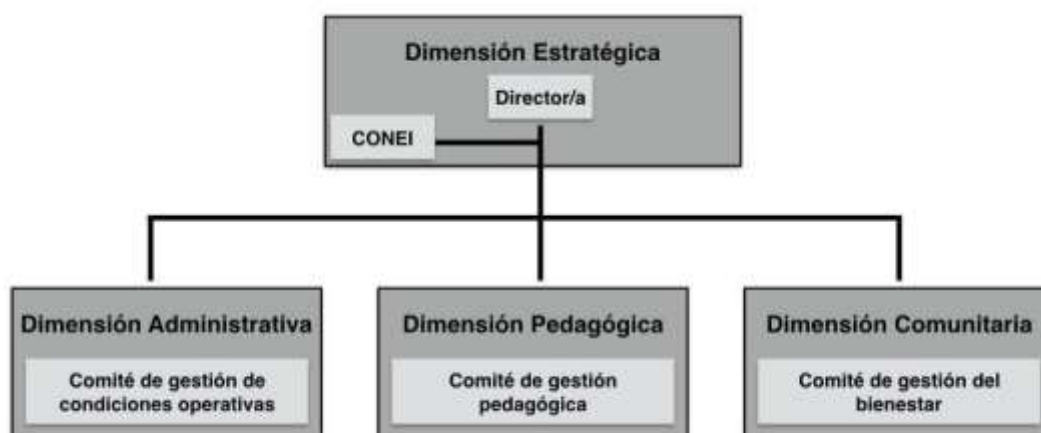 Dimensión Estratégica
Director/a
CONEI
Dimensión Administrativa
Comité de gestión de
condiciones operativas
Dimensión Pedagógica
Comité de gestión
pedagógica
Dimensión Comunitaria
Comité de gestión del
bienestar